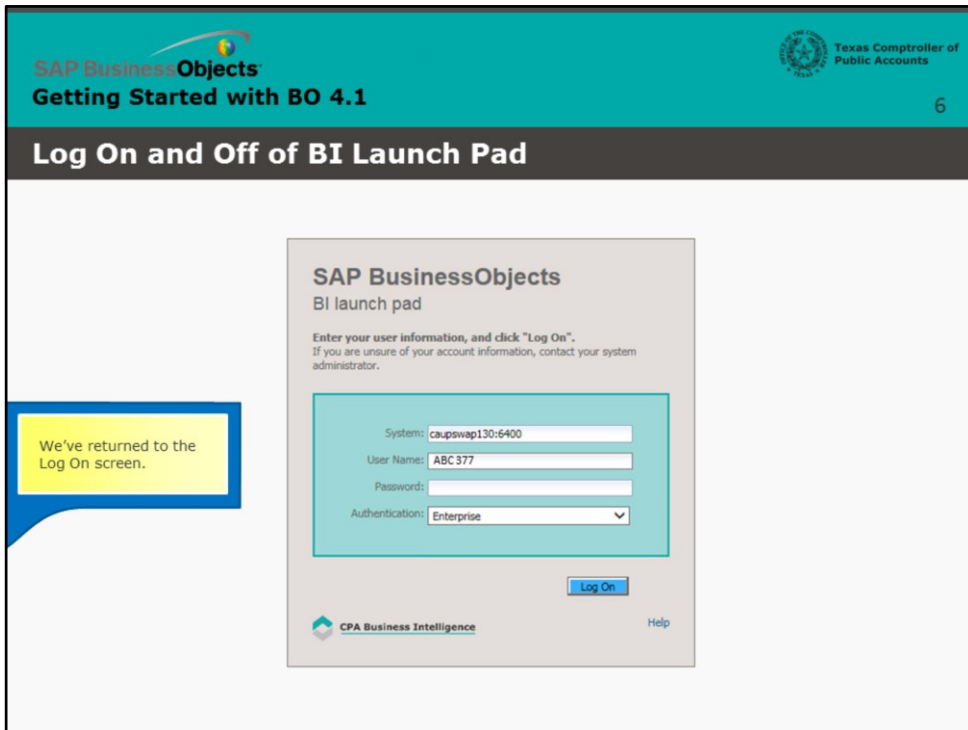 SAP BusinessObjects
Getting Started with BO 4.1
Texas Comptroller of
Public Accounts
6
Log On and Off of BI Launch Pad
SAP BusinessObjects
BI launch pad
Enter your user information, and click "Log On".
If you are unsure of your account information, contact your system
administrator.
We've returned to the
Log On screen.
System: caupswap130:6400
User Name: ABC377
Password:
Authentication: Enterprise
Log On
CPA Business Intelligence
Help